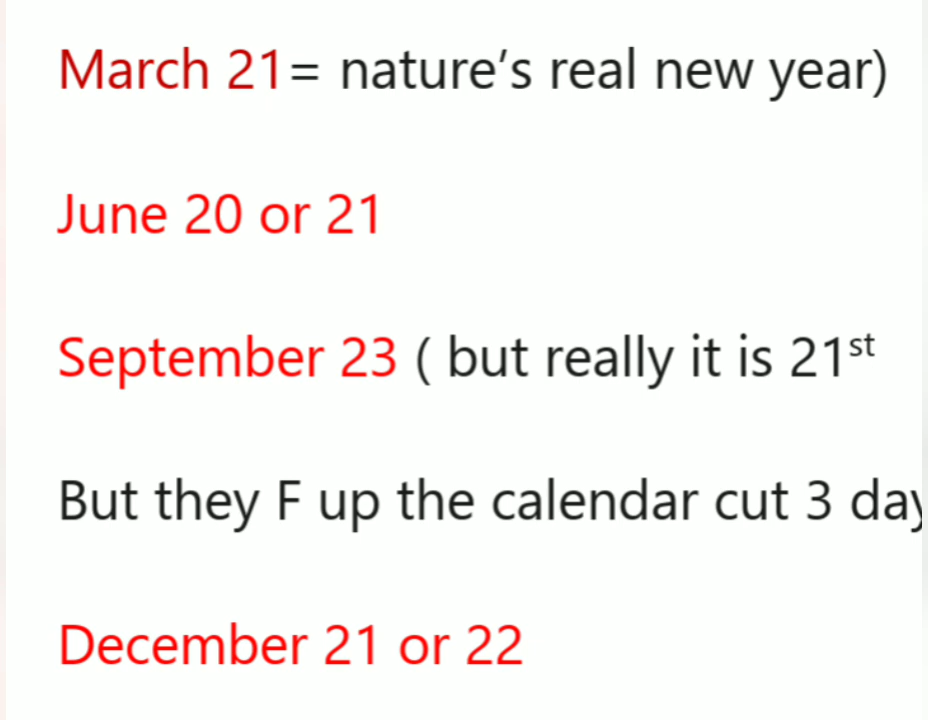 March 21= nature’s real new year)
June 20 or 21
September 23 ( but really it is 21st
But they F up the calendar cut 3 day
December 21 or 22